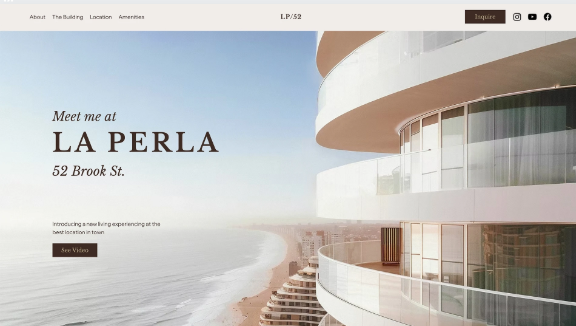 About The Building Location Amenities LP/52 Inquire
Meet me at
LA PERLA
52 Brook St.
Introducing a new living experiencing at the
best location in town.
See Video